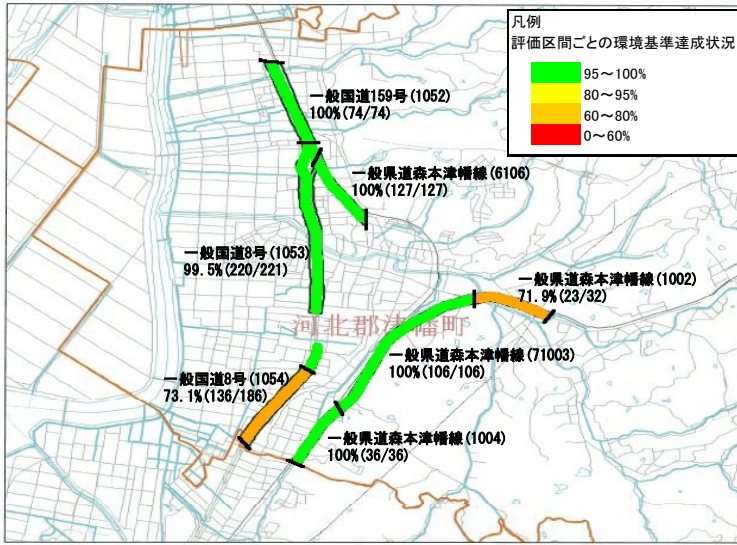 凡例
評価区間ごとの環境基準達成状況
95～100%
80～95%
60～80%
0～60%
一般国道159号(1052)
100%(74/74)
一般県道森本津幡線(6106)
100%(127/127)
一般国道8号(1053)
99.5%(220/221)
一般県道森本津幡線(1002)
71.9%(23/32)
河北郡津幡町
一般県道森本津幡線(71003)
100%(106/106)
一般国道8号(1054)
73.1%(136/186)
一般県道森本津幡線(1004)
100%(36/36)